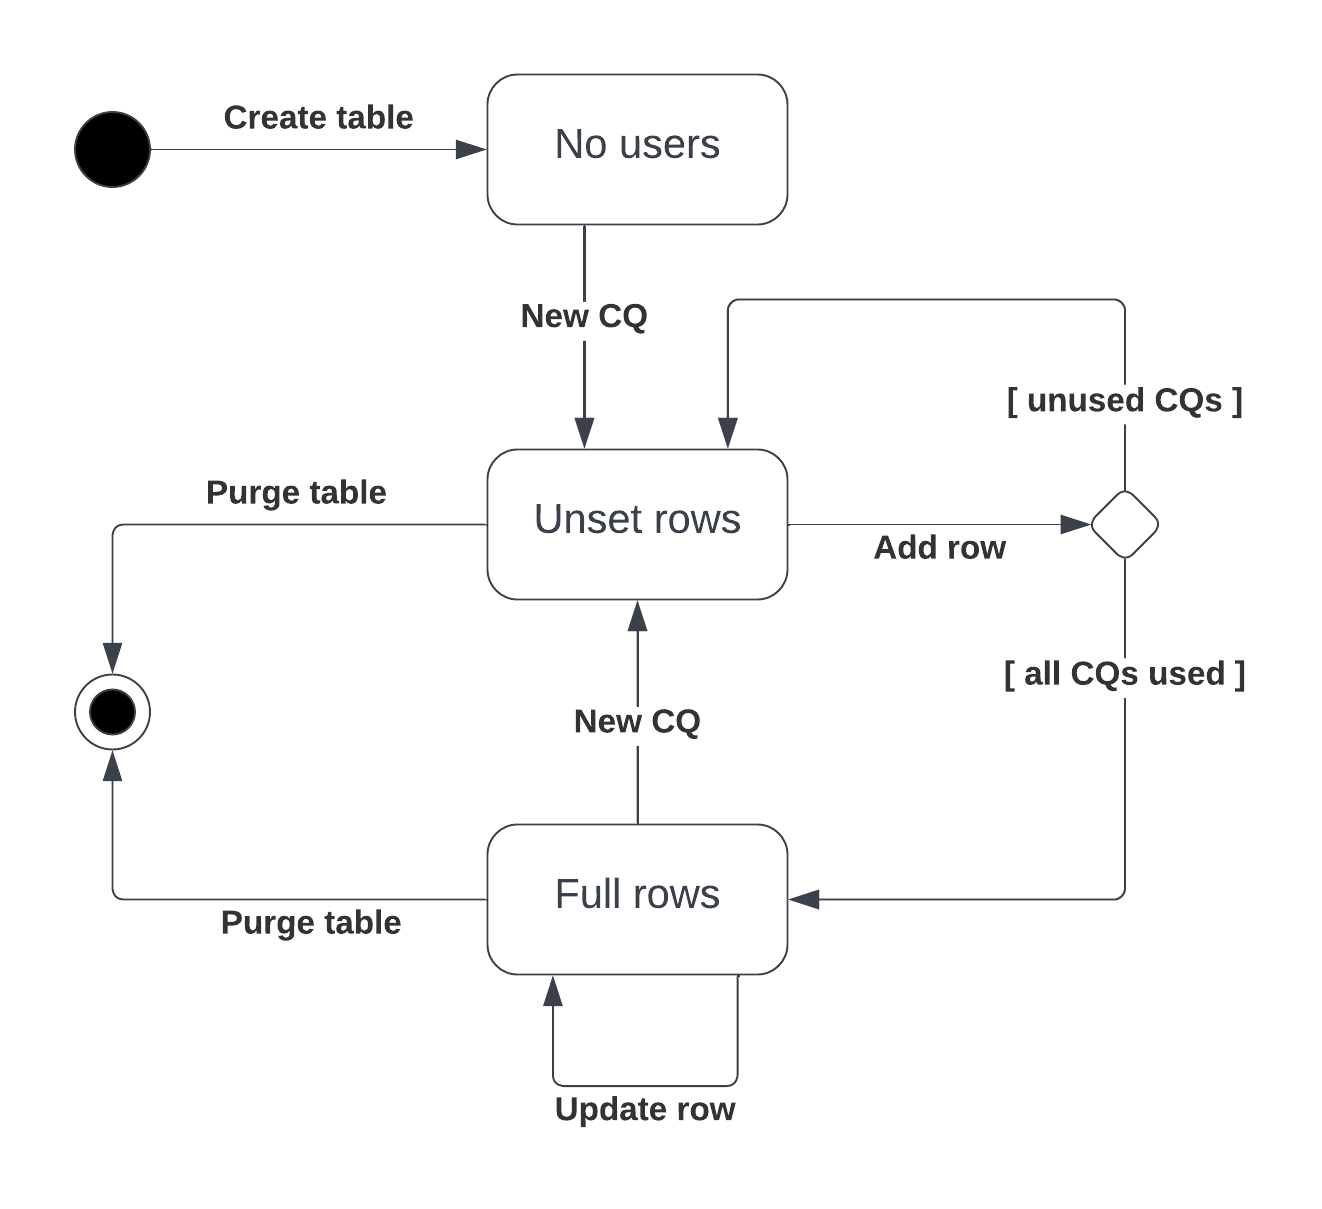 Create table
No users
New CQ
[ unused CQs ]
Purge table
Unset rows
Add row
[ all CQs used ]
New CQ
Full rows
Purge table
Update row